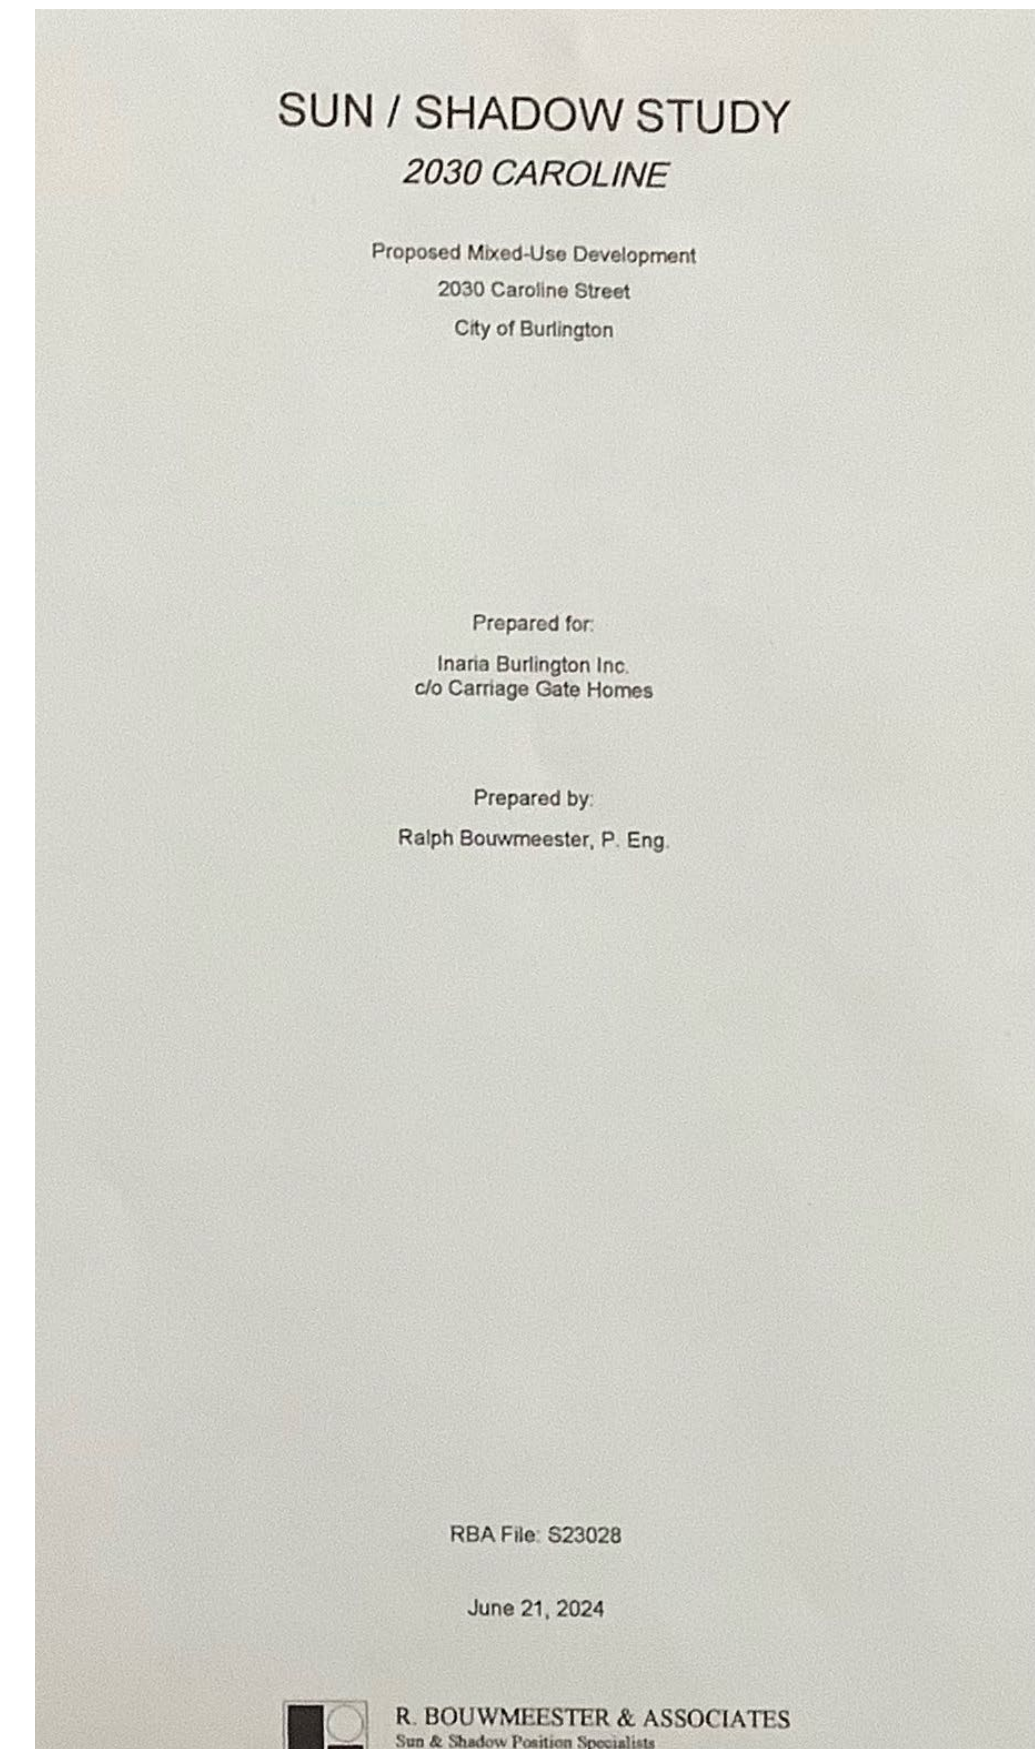 SUN / SHADOW STUDY
2030 CAROLINE
Proposed Mixed-Use Development
2030 Caroline Street
City of Burlington
Prepared for:
Inaria Burlington Inc.
c/o Carriage Gate Homes
Prepared by:
Ralph Bouwmeester, P. Eng.
RBA File: S23028
June 21, 2024
R. BOUWMEESTER & ASSOCIATES
Sun & Shadow Position Specialists